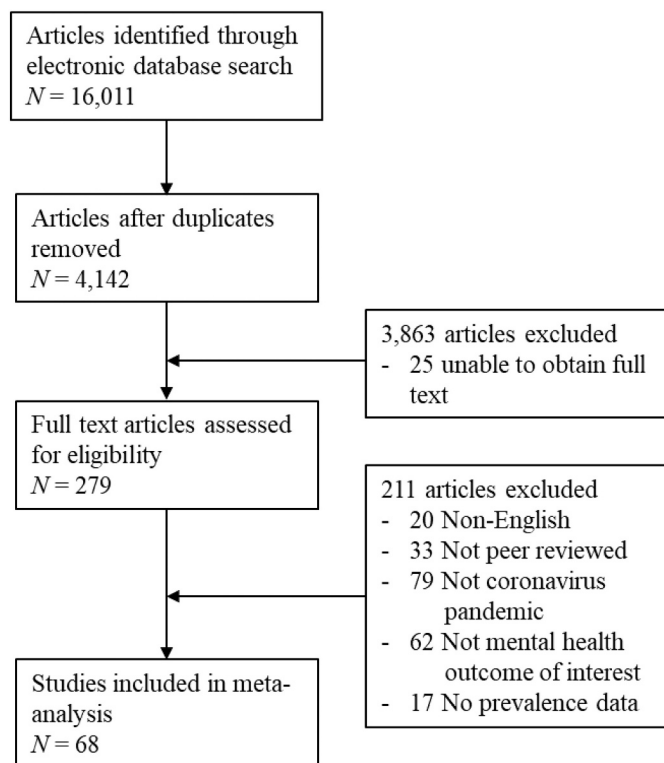 Articles identified through
electronic database search
N = 16,011
Articles after duplicates
removed
N = 4,142
3,863 articles excluded
- 25 unable to obtain full
text
Full text articles assessed
for eligibility
N = 279
211 articles excluded
- 20 Non-English
- 33 Not peer reviewed
- 79 Not coronavirus
pandemic
- 62 Not mental health
outcome of interest
- 17 No prevalence data
Studies included in meta-
analysis
N = 68